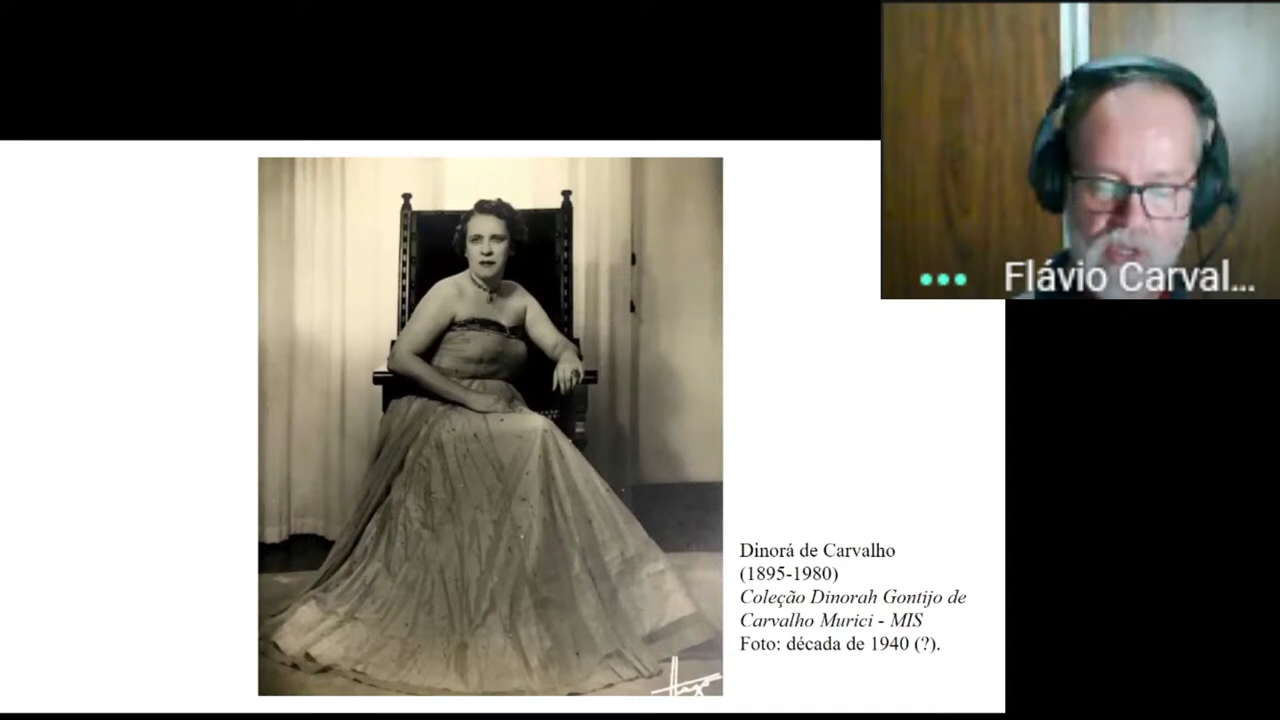 Flávio Carval...
Dinorá de Carvalho
(1895-1980)
Coleção Dinorah Gontijo de
Carvalho Murici - MIS
Foto: década de 1940 (?).